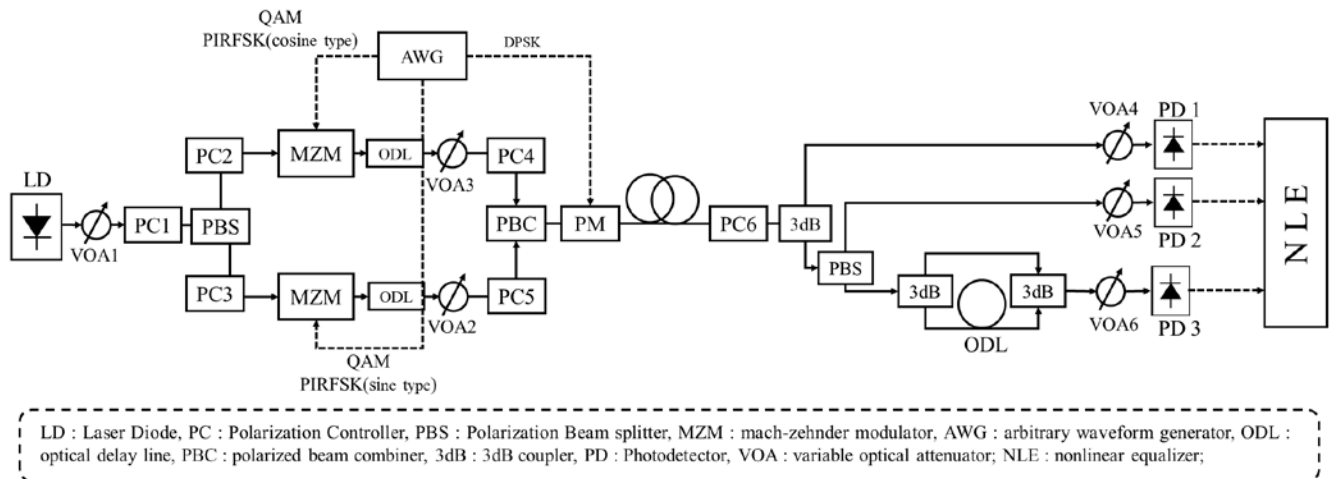 QAM
PIRFSK(cosine type)
AWG
DPSK
LD
VOA1
PC1
PBS
PC2
MZM
ODL
VOA3
PC4
PC3
MZM
ODL
VOA2
PC5
QAM
PIRFSK(sine type)
PBC
PM
PC6
3dB
PBS
3dB
ODL
3dB
VOA4
PD 1
VOA5
PD 2
VOA6
PD 3
NLE
LD : Laser Diode, PC : Polarization Controller, PBS : Polarization Beam splitter, MZM : mach-zehnder modulator, AWG : arbitrary waveform generator, ODL :
optical delay line, PBC : polarized beam combiner, 3dB : 3dB coupler, PD : Photodetector, VOA : variable optical attenuator; NLE : nonlinear equalizer;